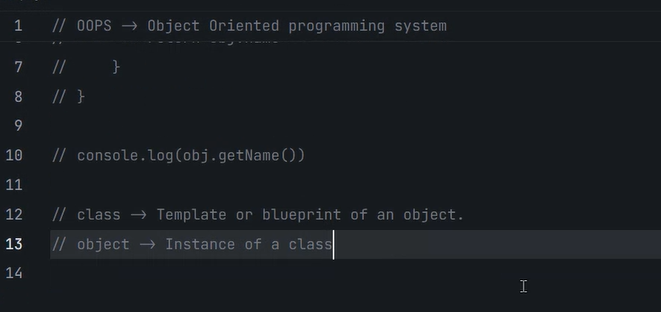 1 // OOPS -> Object Oriented programming system
7 //     }
8 // }
9
10 // console.log(obj.getName())
11
12 // class -> Template or blueprint of an object.
13 // object -> Instance of a class
14